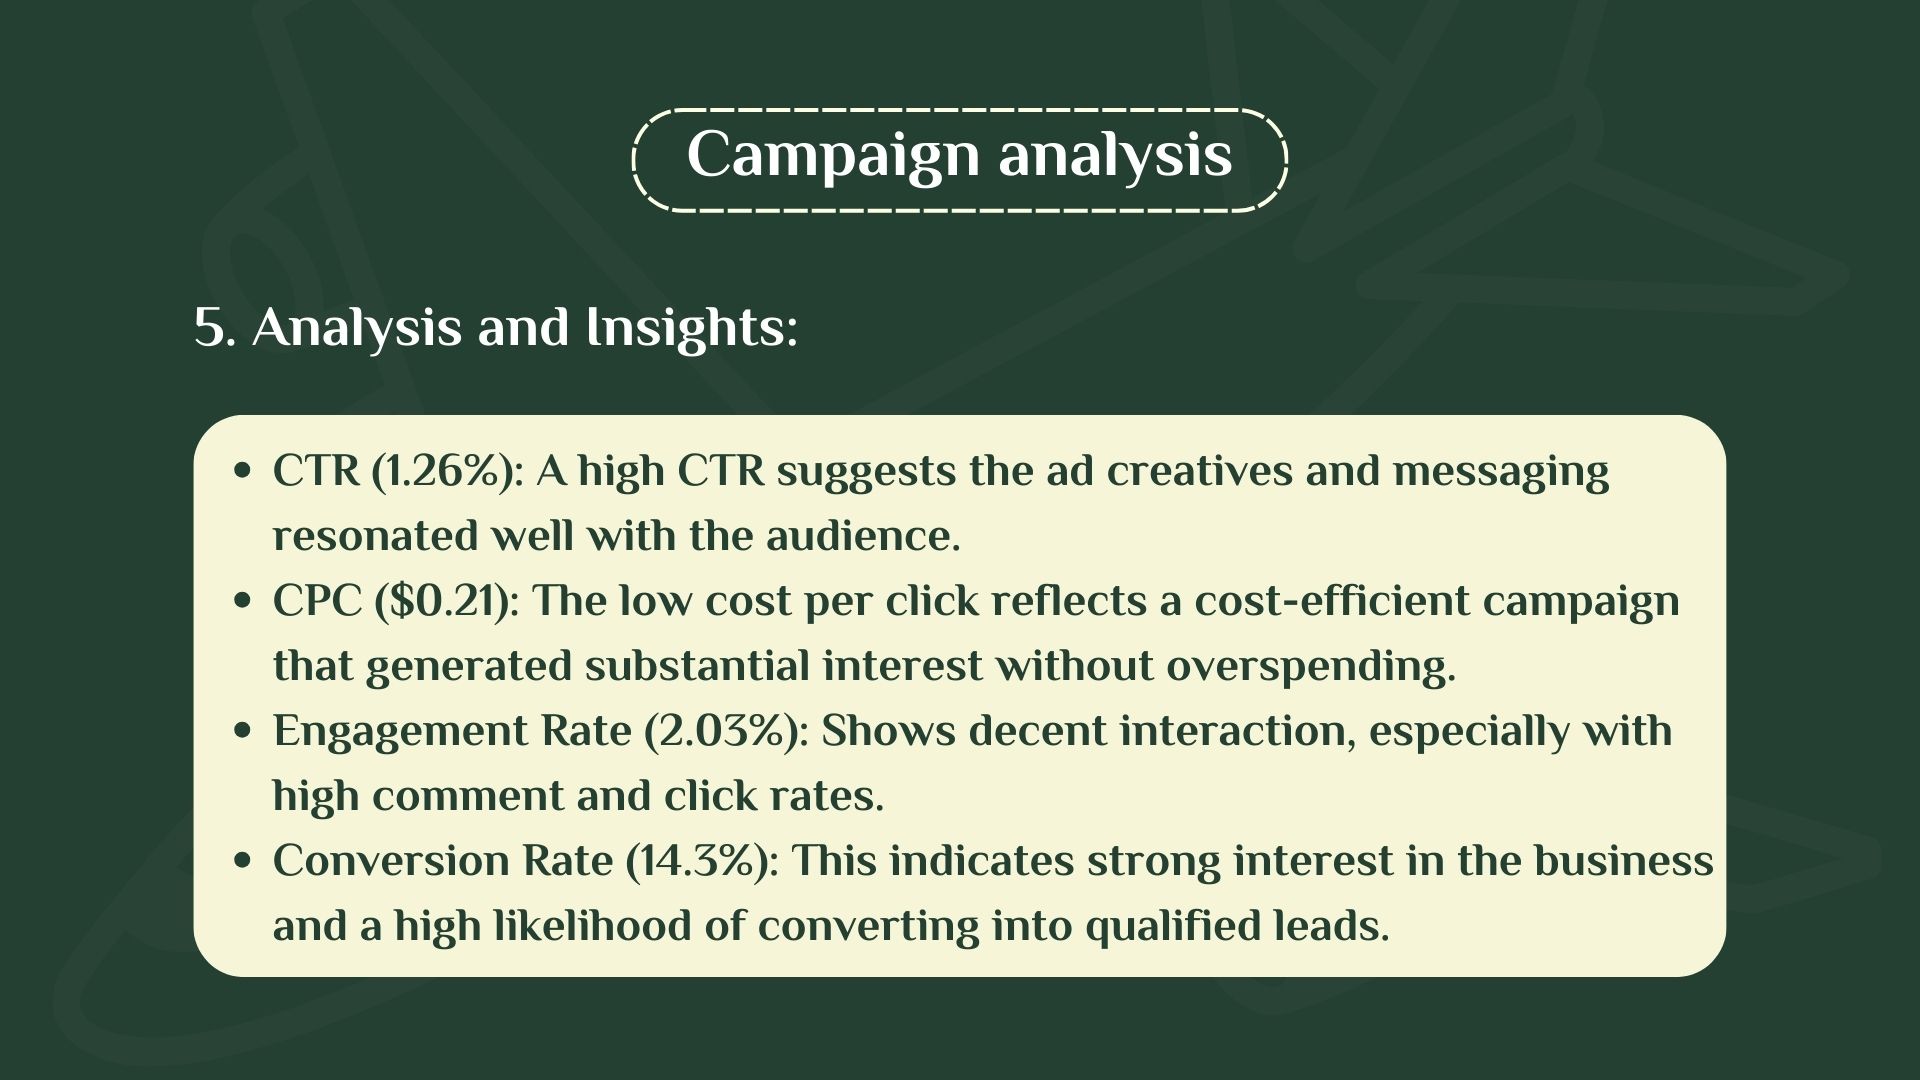 Campaign analysis
5. Analysis and Insights:
• CTR (1.26%): A high CTR suggests the ad creatives and messaging
resonated well with the audience.
• CPC ($0.21): The low cost per click reflects a cost-efficient campaign
that generated substantial interest without overspending.
• Engagement Rate (2.03%): Shows decent interaction, especially with
high comment and click rates.
• Conversion Rate (14.3%): This indicates strong interest in the business
and a high likelihood of converting into qualified leads.